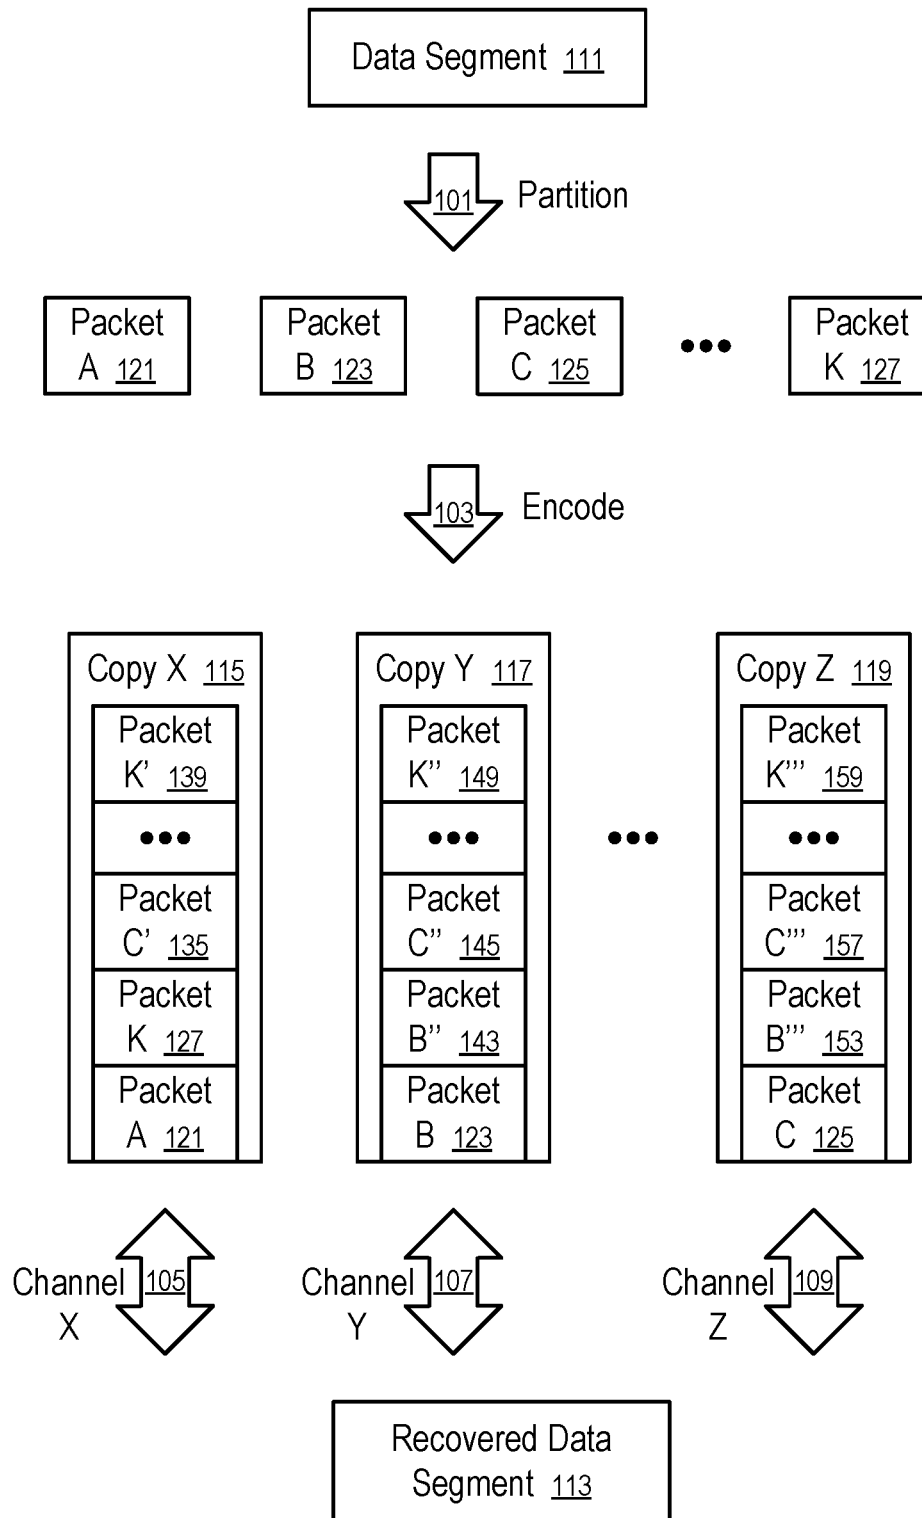 Data Segment 111
101 Partition
Packet
A 121
Packet
B 123
Packet
C 125
•••
Packet
K 127
103 Encode
Copy X 115
Packet
K' 139
•••
Packet
C' 135
Packet
K 127
Packet
A 121
Copy Y 117
Packet
K'' 149
•••
Packet
C'' 145
Packet
B'' 143
Packet
B 123
•••
Copy Z 119
Packet
K''' 159
•••
Packet
C''' 157
Packet
B''' 153
Packet
C 125
Channel 105
X
Channel 107
Y
Channel 109
Z
Recovered Data
Segment 113